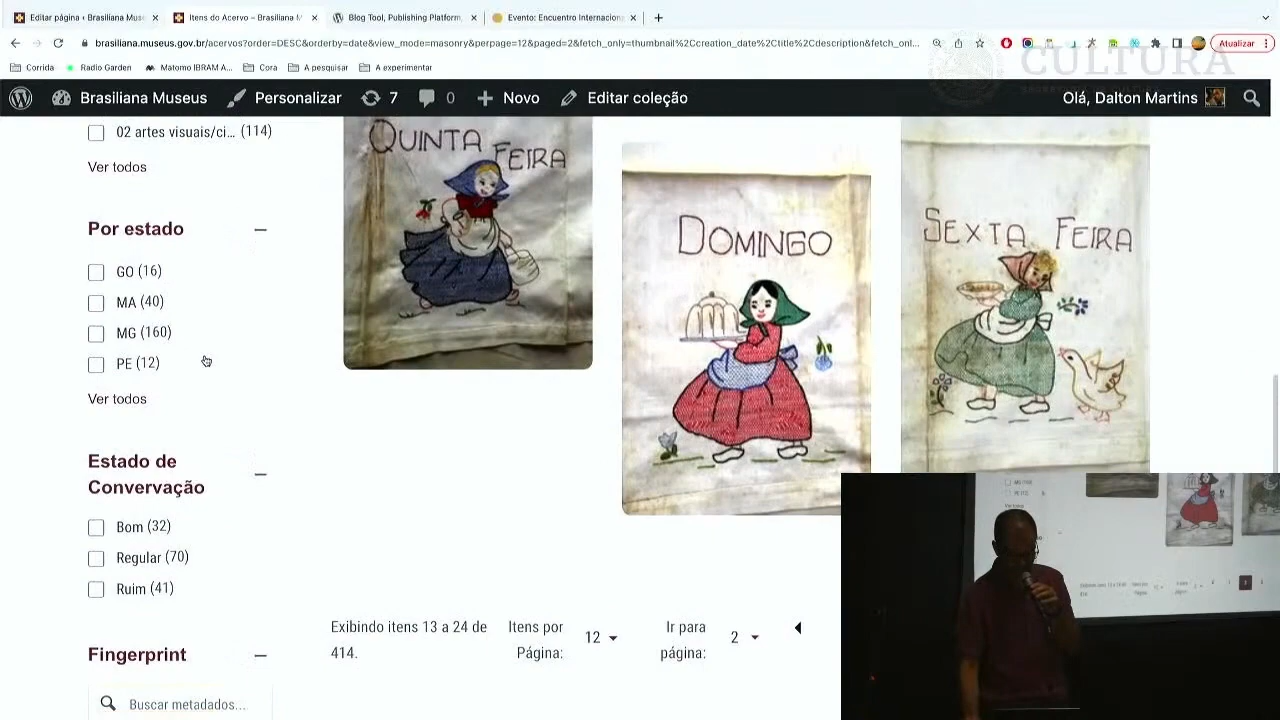 Editar página ‹ Brasiliana Muse
Itens do Acervo – Brasiliana M
Blog Tool, Publishing Platform,
Evento: Encontro Internaciona
brasiliana.museus.gov.br/acervos?order=DESC&orderby=date&view_mode=masonry&perpage=12&paged=2&fetch_only=thumbnail%2Ccreation_date%2Ctitle%2Cdescription&fetch_onl...
Atualizar
Corrida
Radio Garden
Matomo IBRAM A...
Cora
A pesquisar
A experimentar
CULTURA
Brasiliana Museus
Personalizar
7
0
Novo
Editar coleção
Olá, Dalton Martins
02 artes visuais/ci... (114)
Ver todos
Por estado
GO (16)
MA (40)
MG (160)
PE (12)
Ver todos
Estado de
Convervação
Bom (32)
Regular (70)
Ruim (41)
Fingerprint
Buscar metadados...
QUINTA
FEIRA
DOMINGO
SEXTA FEIRA
Exibindo itens 13 a 24 de
414.
Itens por
Página:
12
Ir para
página:
2